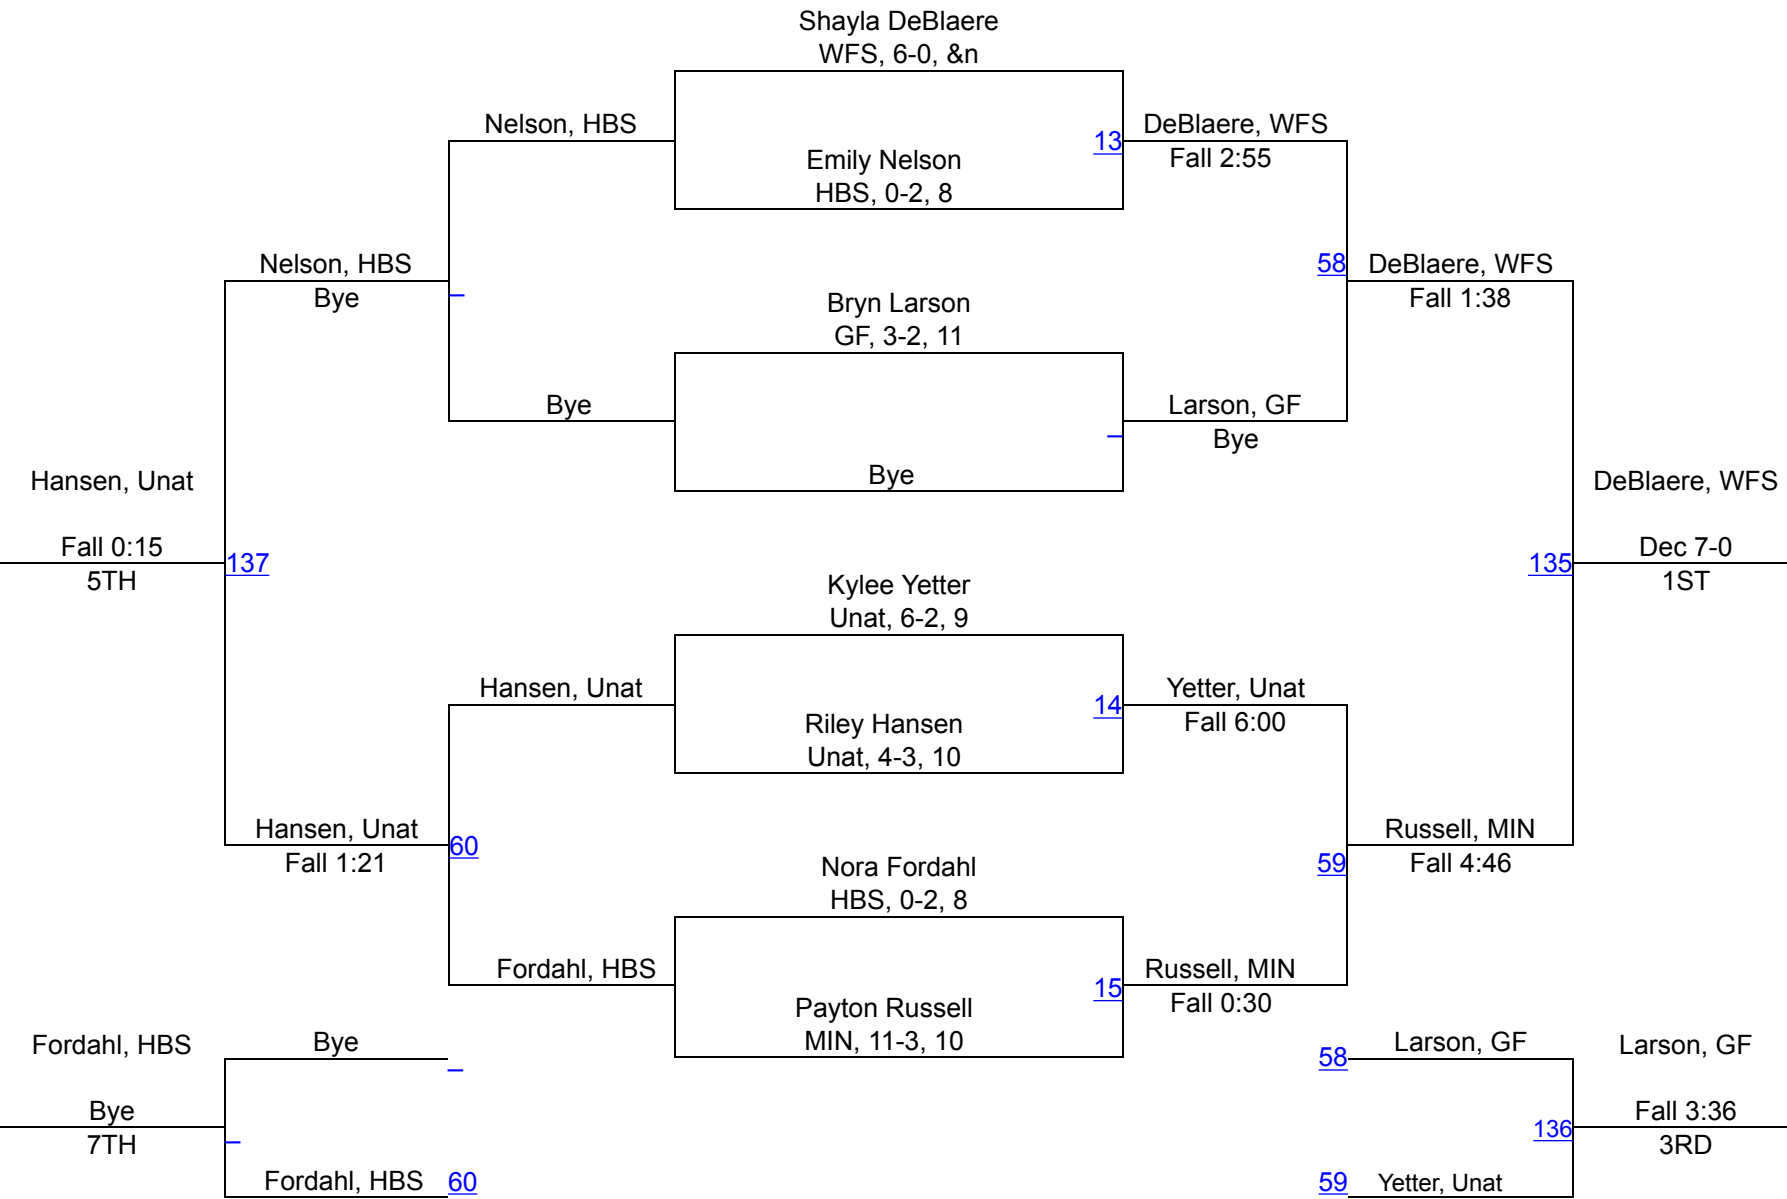 Shayla DeBlaere
WFS, 6-0, &n
Nelson, HBS
13
DeBlaere, WFS
Fall 2:55
Emily Nelson
HBS, 0-2, 8
Nelson, HBS
Bye
58
DeBlaere, WFS
Fall 1:38
Bryn Larson
GF, 3-2, 11
Bye
Larson, GF
Bye
Bye
Hansen, Unat
Fall 0:15
5TH
137
DeBlaere, WFS
Dec 7-0
1ST
135
Kylee Yetter
Unat, 6-2, 9
Hansen, Unat
14
Yetter, Unat
Fall 6:00
Riley Hansen
Unat, 4-3, 10
Hansen, Unat
Fall 1:21
60
Russell, MIN
Fall 4:46
59
Nora Fordahl
HBS, 0-2, 8
Fordahl, HBS
15
Russell, MIN
Fall 0:30
Payton Russell
MIN, 11-3, 10
Fordahl, HBS
Bye
7TH
Bye
Fordahl, HBS
60
58
Larson, GF
Larson, GF
Fall 3:36
3RD
136
59
Yetter, Unat